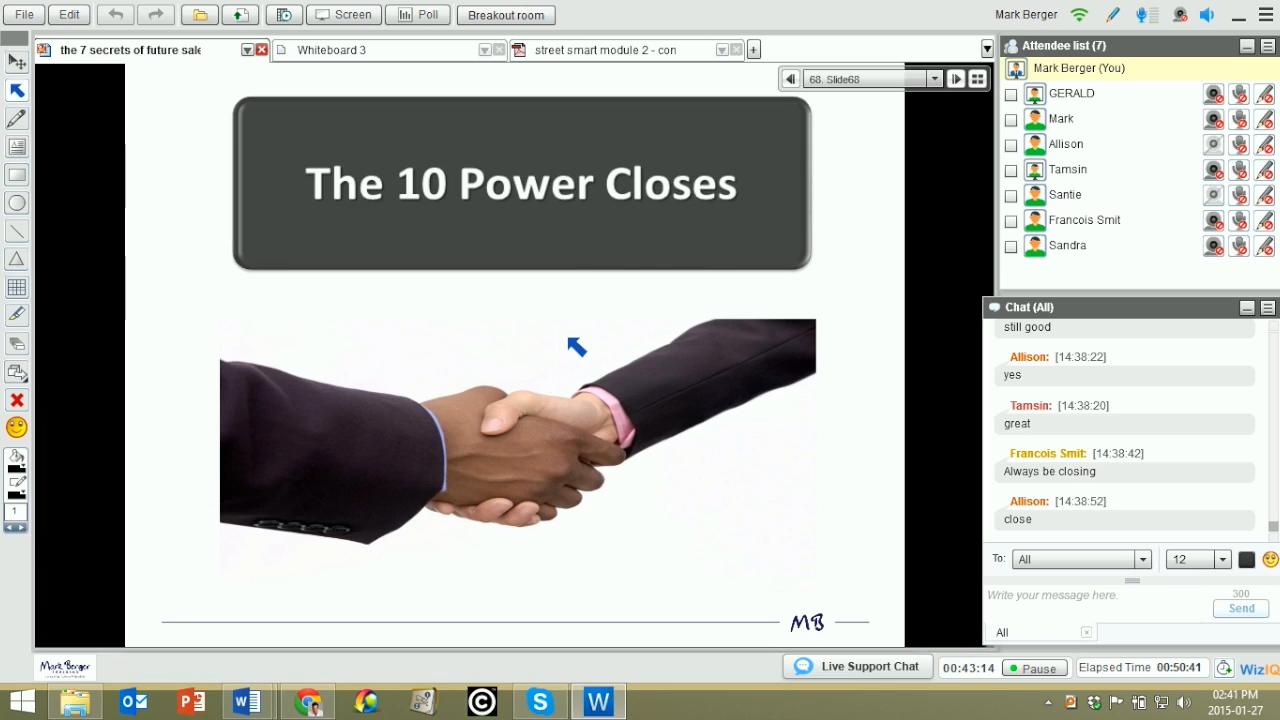 File
Edit
Screen
Poll
Breakout room
Mark Berger
the 7 secrets of future sale
Whiteboard 3
street smart module 2 - con
68. Slide68
The 10 Power Closes
MB
Attendee list (7)
Mark Berger (You)
GERALD
Mark
Allison
Tamsin
Santie
Francois Smit
Sandra
Chat (All)
still good
Allison: [14:38:22]
yes
Tamsin: [14:38:20]
great
Francois Smit: [14:38:42]
Always be closing
Allison: [14:38:52]
close
To: All 12
Write your message here.
300
Send
All
1
Mark Berger
Live Support Chat
00:43:14
Pause
Elapsed Time 00:50:41
WizIQ
02:41 PM
2015-01-27